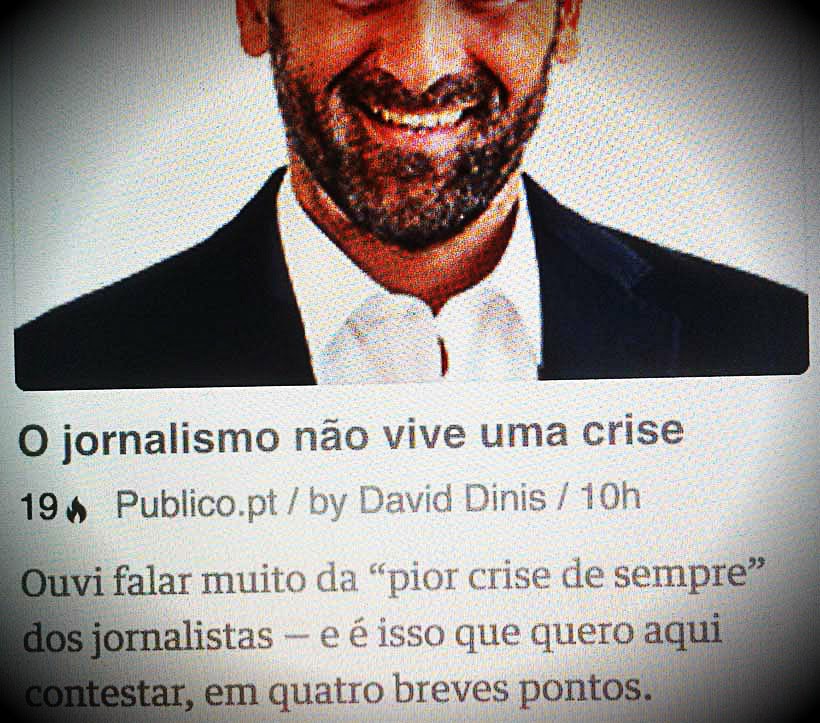 O jornalismo não vive uma crise
19 Publico.pt / by David Dinis / 10h
Ouvi falar muito da “pior crise de sempre”
dos jornalistas – e é isso que quero aqui
contestar, em quatro breves pontos.